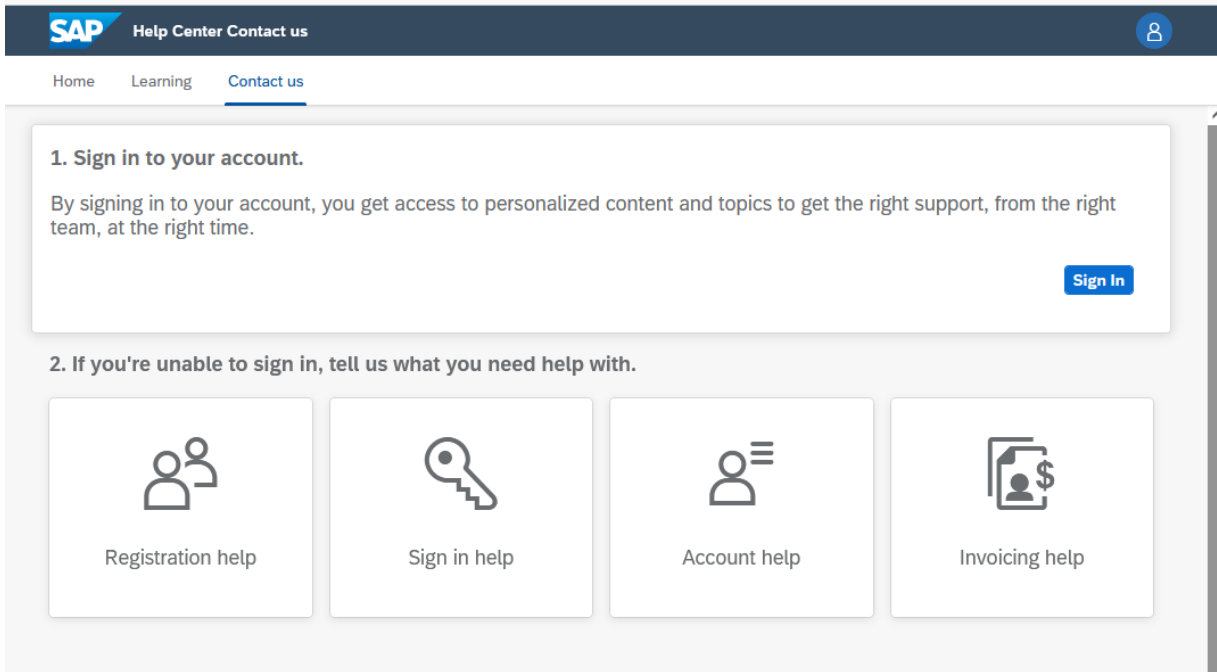 SAP Help Center Contact us
Home Learning Contact us
1. Sign in to your account.
By signing in to your account, you get access to personalized content and topics to get the right support, from the right
team, at the right time.
Sign In
2. If you're unable to sign in, tell us what you need help with.
Registration help Sign in help Account help Invoicing help